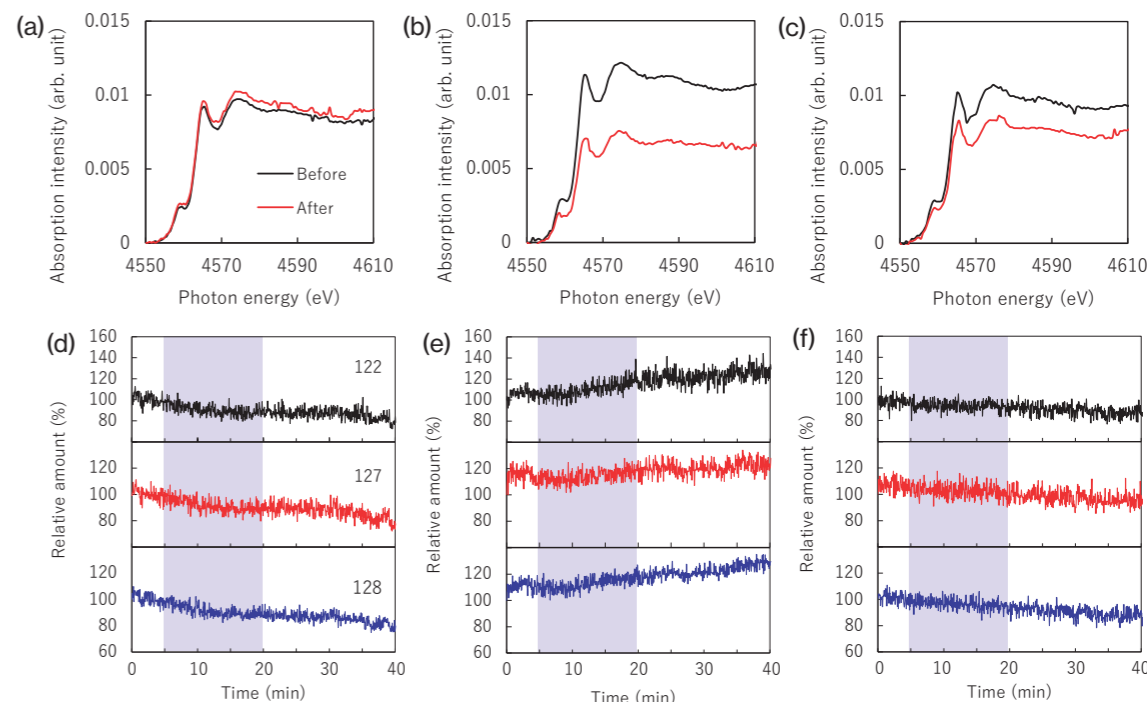 (a)
Absorption intensity (arb. unit)
0.015
0.01
0.005
0
Before
After
4550 4570 4590 4610
Photon energy (eV)
(b)
Absorption intensity (arb. unit)
0.015
0.01
0.005
0
4550 4570 4590 4610
Photon energy (eV)
(c)
Absorption intensity (arb. unit)
0.015
0.01
0.005
0
4550 4570 4590 4610
Photon energy (eV)
(d)
Relative amount (%)
160
140
120
100
80
122
120
100
80
127
120
100
80
60
128
0 10 20 30 40
Time (min)
(e)
Relative amount (%)
160
140
120
100
80
120
100
80
120
100
80
60
0 10 20 30 40
Time (min)
(f)
Relative amount (%)
160
140
120
100
80
120
100
80
120
100
80
60
0 10 20 30 40
Time (min)